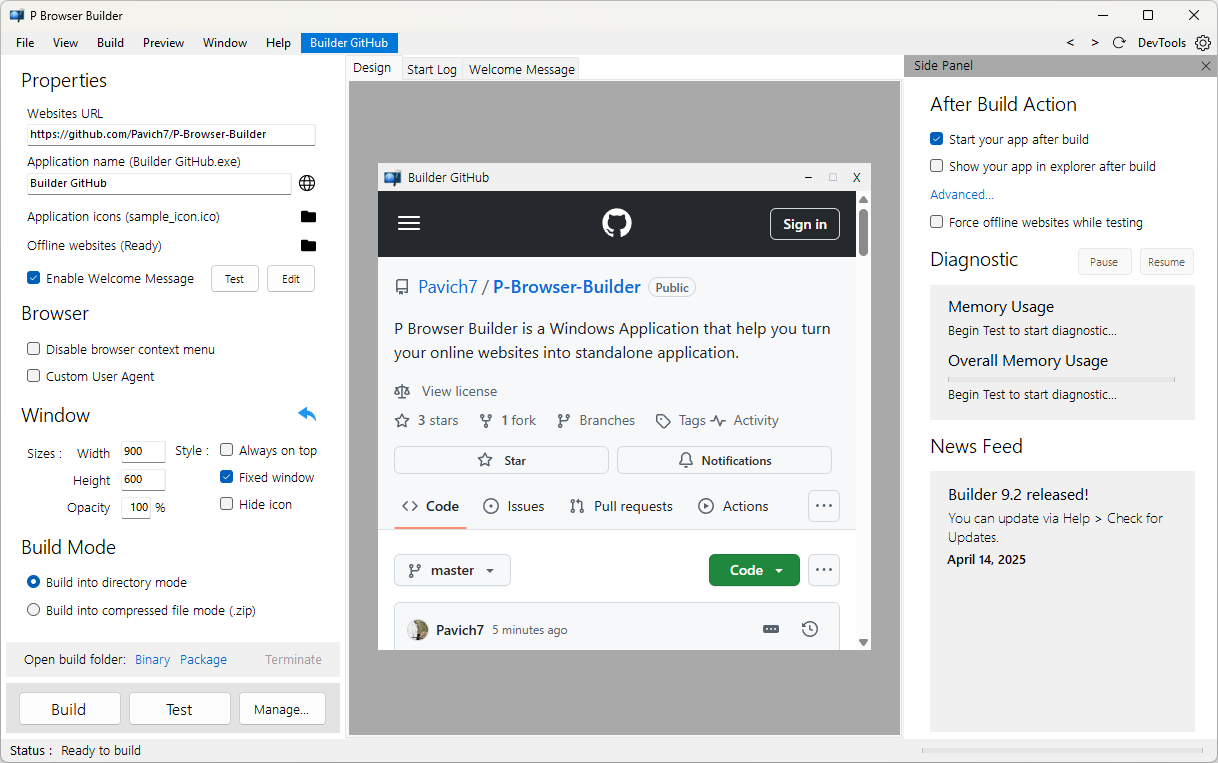 P Browser Builder
File View Build Preview Window Help Builder GitHub < > DevTools
Properties
Websites URL
https://github.com/Pavich7/P-Browser-Builder
Application name (Builder GitHub.exe)
Builder GitHub
Application icons (sample_icon.ico)
Offline websites (Ready)
Enable Welcome Message Test Edit
Browser
Disable browser context menu
Custom User Agent
Window
Sizes : Width 900 Style : Always on top
Height 600 Fixed window
Opacity 100 % Hide icon
Build Mode
Build into directory mode
Build into compressed file mode (.zip)
Open build folder: Binary Package Terminate
Build Test Manage...
Design Start Log Welcome Message
Builder GitHub
Sign in
Pavich7 / P-Browser-Builder Public
P Browser Builder is a Windows Application that help you turn
your online websites into standalone application.
View license
3 stars 1 fork Branches Tags Activity
Star Notifications
Code Issues Pull requests Actions
master Code
Pavich7 5 minutes ago
Side Panel
After Build Action
Start your app after build
Show your app in explorer after build
Advanced...
Force offline websites while testing
Diagnostic Pause Resume
Memory Usage
Begin Test to start diagnostic...
Overall Memory Usage
Begin Test to start diagnostic...
News Feed
Builder 9.2 released!
You can update via Help > Check for
Updates.
April 14, 2025
Status : Ready to build